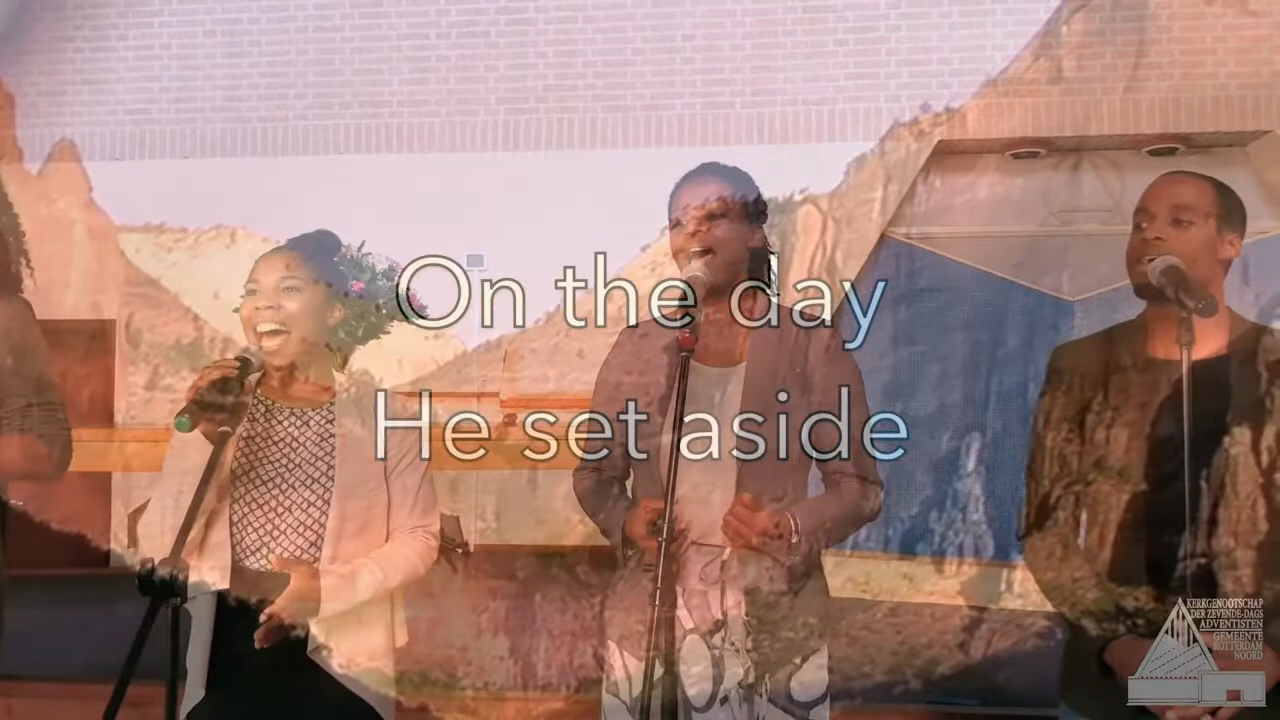 On the day
He set aside
KERKGENOOTSCHAP
DER ZEVENDE-DAGS
ADVENTISTEN
GEMEENTE
ROTTERDAM
NOORD